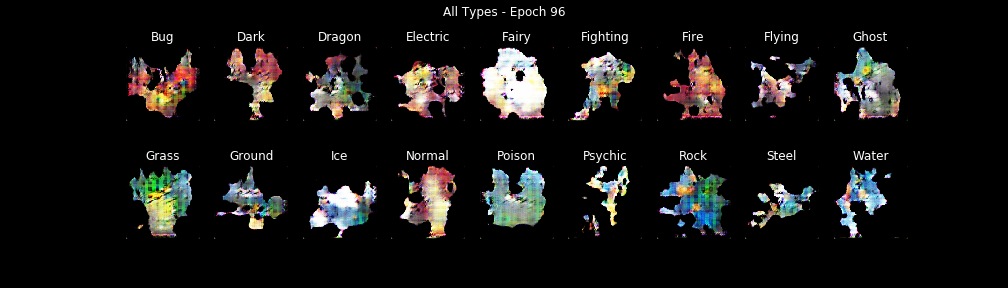 All Types - Epoch 96
Bug Dark Dragon Electric Fairy Fighting Fire Flying Ghost
Grass Ground Ice Normal Poison Psychic Rock Steel Water